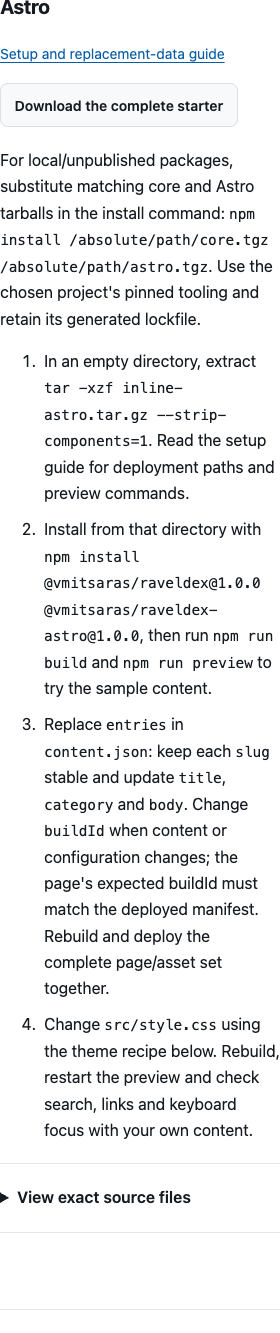 Astro
Setup and replacement-data guide
Download the complete starter
For local/unpublished packages,
substitute matching core and Astro
tarballs in the install command: npm
install /absolute/path/core.tgz
/absolute/path/astro.tgz. Use the
chosen project's pinned tooling and
retain its generated lockfile.
1. In an empty directory, extract
tar -xzf inline-
astro.tar.gz --strip-
components=1. Read the setup
guide for deployment paths and
preview commands.
2. Install from that directory with
npm install
@vmitsaras/raveldex@1.0.0
@vmitsaras/raveldex-
astro@1.0.0, then run npm run
build and npm run preview to
try the sample content.
3. Replace entries in
content.json: keep each slug
stable and update title,
category and body. Change
buildId when content or
configuration changes; the
page's expected buildId must
match the deployed manifest.
Rebuild and deploy the
complete page/asset set
together.
4. Change src/style.css using
the theme recipe below. Rebuild,
restart the preview and check
search, links and keyboard
focus with your own content.
View exact source files